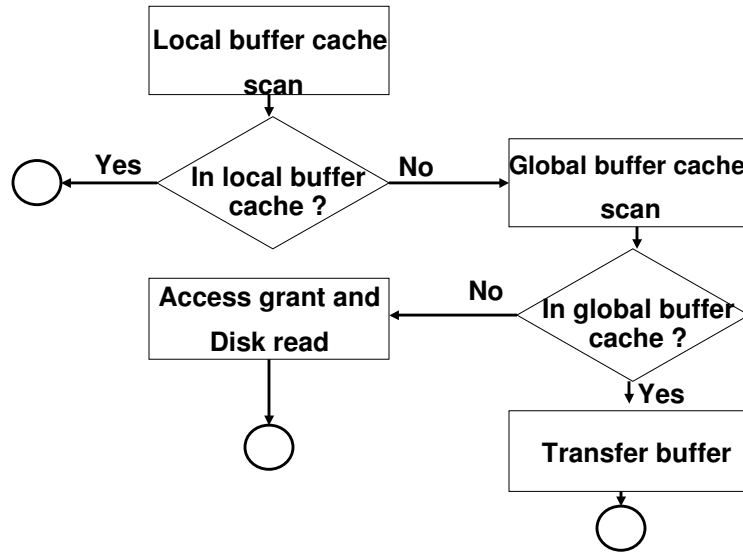 Local buffer cache
scan
Yes
In local buffer
cache ?
No
Global buffer cache
scan
Access grant and
Disk read
No
In global buffer
cache ?
Yes
Transfer buffer